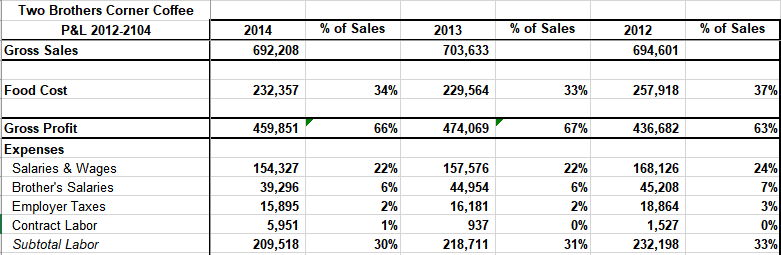 Two Brothers Corner Coffee
P&L 2012-2104 2014 % of Sales 2013 % of Sales 2012 % of Sales
Gross Sales 692,208 703,633 694,601
Food Cost 232,357 34% 229,564 33% 257,918 37%
Gross Profit 459,851 66% 474,069 67% 436,682 63%
Expenses
Salaries & Wages 154,327 22% 157,576 22% 168,126 24%
Brother's Salaries 39,296 6% 44,954 6% 45,208 7%
Employer Taxes 15,895 2% 16,181 2% 18,864 3%
Contract Labor 5,951 1% 937 0% 1,527 0%
Subtotal Labor 209,518 30% 218,711 31% 232,198 33%